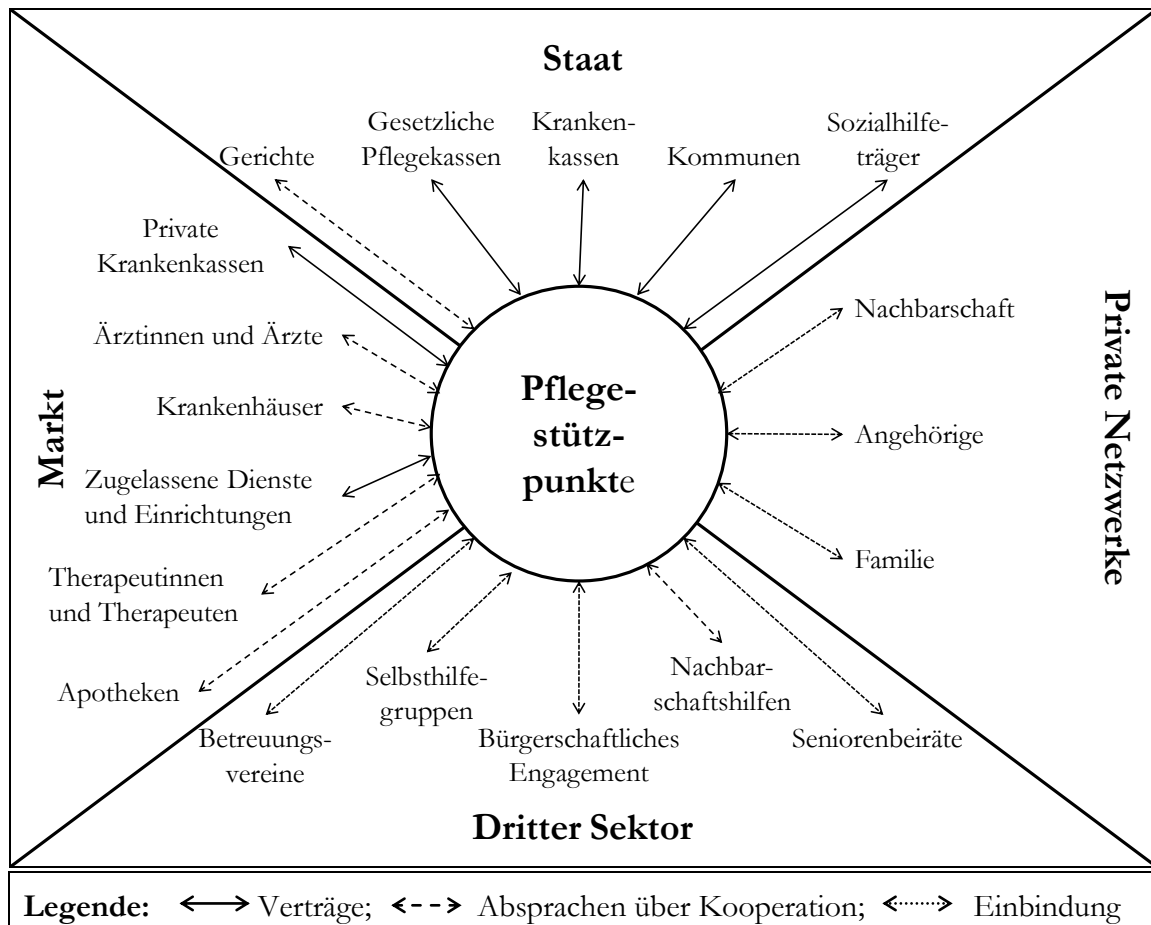 Staat
Gerichte
Gesetzliche
Pflegekassen
Kranken-
kassen
Kommunen
Sozialhilfe-
träger
Markt
Private
Krankenkassen
Ärztinnen und Ärzte
Krankenhäuser
Zugelassene Dienste
und Einrichtungen
Therapeutinnen
und Therapeuten
Apotheken
Pflege-
stütz-
punkte
Private Netzwerke
Nachbarschaft
Angehörige
Familie
Betreuungs-
vereine
Selbsthilfe-
gruppen
Bürgerschaftliches
Engagement
Nachbar-
schaftshilfen
Seniorenbeiräte
Dritter Sektor
Legende: Verträge; Absprachen über Kooperation; Einbindung